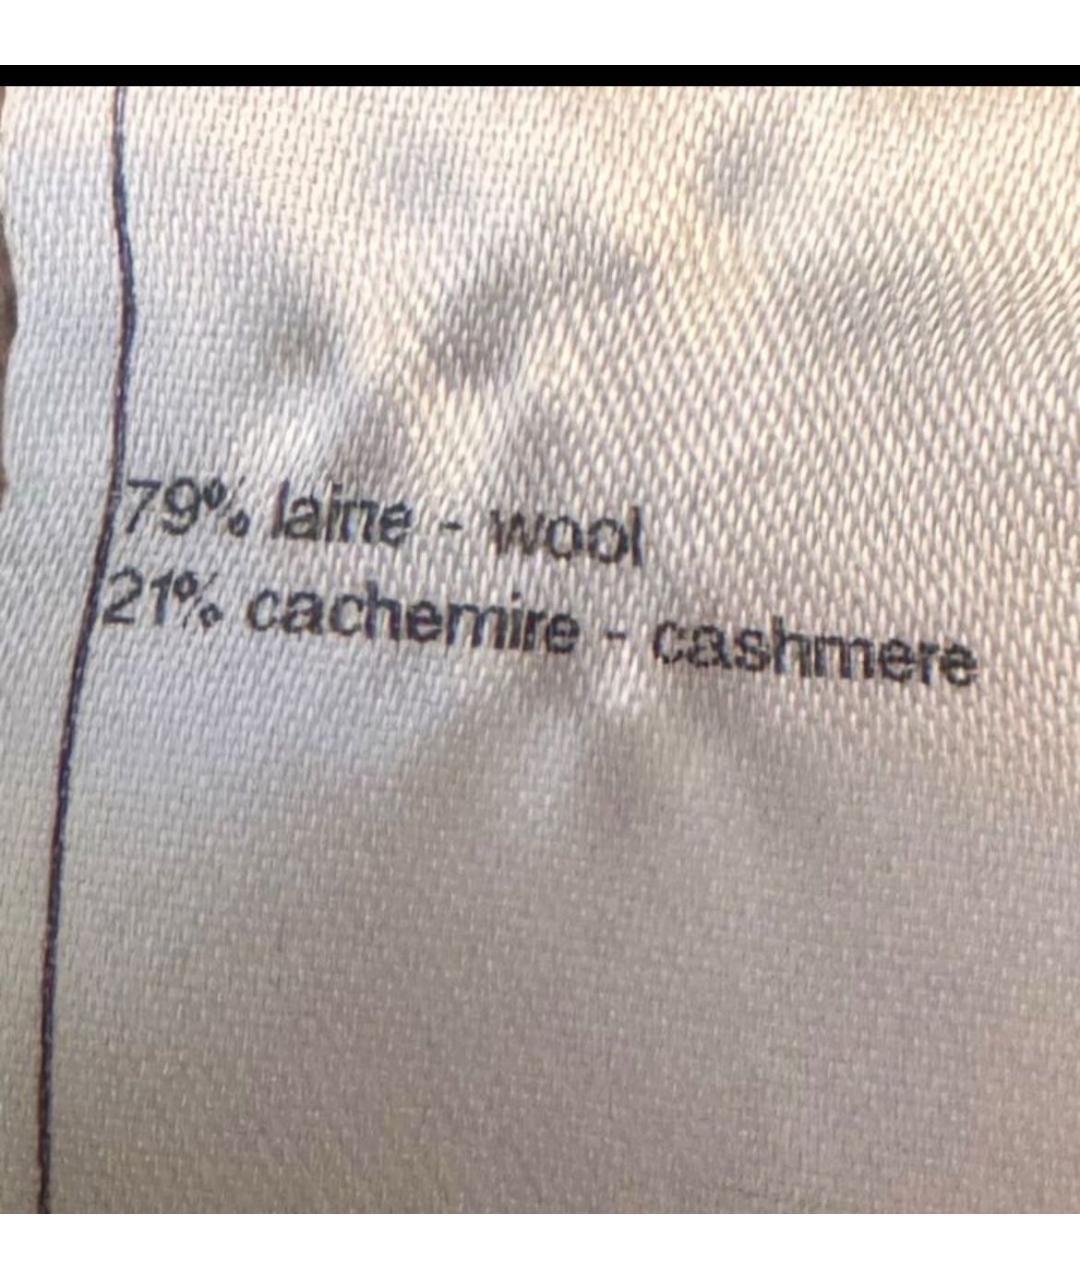 79% laine - wool
21% cachemire - cashmere